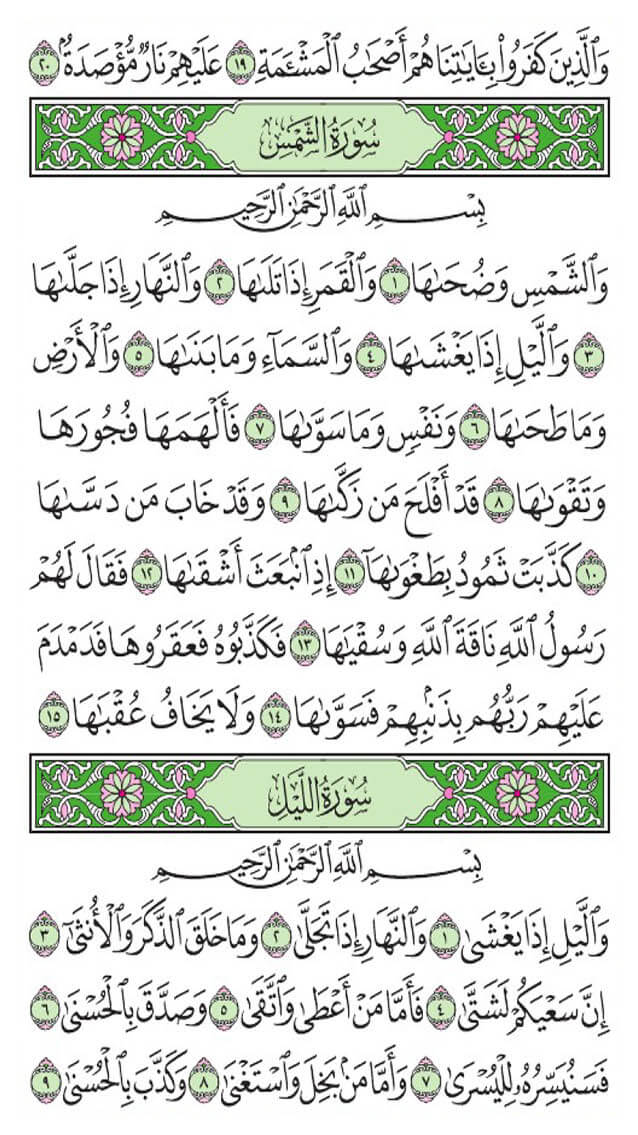 وَٱلَّذِينَ كَفَرُواْ بِـَٔايَٰتِنَا هُمۡ أَصۡحَٰبُ ٱلۡمَشۡـَٔمَةِ ١٩ عَلَيۡهِمۡ نَارٞ مُّؤۡصَدَةُۢ ٢٠
سُورَةُ الشَّمۡسِ
بِسۡمِ ٱللَّهِ ٱلرَّحۡمَٰنِ ٱلرَّحِيمِ
وَٱلشَّمۡسِ وَضُحَىٰهَا ١ وَٱلۡقَمَرِ إِذَا تَلَىٰهَا ٢ وَٱلنَّهَارِ إِذَا جَلَّىٰهَا
٣ وَٱلَّيۡلِ إِذَا يَغۡشَىٰهَا ٤ وَٱلسَّمَآءِ وَمَا بَنَىٰهَا ٥ وَٱلۡأَرۡضِ
وَمَا طَحَىٰهَا ٦ وَنَفۡسٖ وَمَا سَوَّىٰهَا ٧ فَأَلۡهَمَهَا فُجُورَهَا
وَتَقۡوَىٰهَا ٨ قَدۡ أَفۡلَحَ مَن زَكَّىٰهَا ٩ وَقَدۡ خَابَ مَن دَسَّىٰهَا
١٠ كَذَّبَتۡ ثَمُودُ بِطَغۡوَىٰهَآ ١١ إِذِ ٱنۢبَعَثَ أَشۡقَىٰهَا ١٢ فَقَالَ لَهُمۡ
رَسُولُ ٱللَّهِ نَاقَةَ ٱللَّهِ وَسُقۡيَٰهَا ١٣ فَكَذَّبُوهُ فَعَقَرُوهَا فَدَمۡدَمَ
عَلَيۡهِمۡ رَبُّهُم بِذَنۢبِهِمۡ فَسَوَّىٰهَا ١٤ وَلَا يَخَافُ عُقۡبَٰهَا ١٥
سُورَةُ اللَّيۡلِ
بِسۡمِ ٱللَّهِ ٱلرَّحۡمَٰنِ ٱلرَّحِيمِ
وَٱلَّيۡلِ إِذَا يَغۡشَىٰ ١ وَٱلنَّهَارِ إِذَا تَجَلَّىٰ ٢ وَمَا خَلَقَ ٱلذَّكَرَ وَٱلۡأُنثَىٰٓ ٣
إِنَّ سَعۡيَكُمۡ لَشَتَّىٰ ٤ فَأَمَّا مَنۡ أَعۡطَىٰ وَٱتَّقَىٰ ٥ وَصَدَّقَ بِٱلۡحُسۡنَىٰ ٦
فَسَنُيَسِّرُهُۥ لِلۡيُسۡرَىٰ ٧ وَأَمَّا مَنۢ بَخِلَ وَٱسۡتَغۡنَىٰ ٨ وَكَذَّبَ بِٱلۡحُسۡنَىٰ ٩